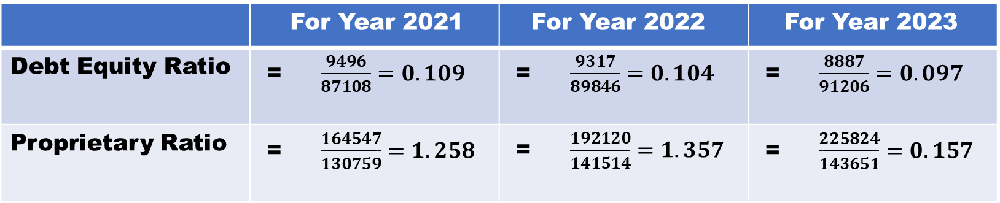 For Year 2021 For Year 2022 For Year 2023
Debt Equity Ratio = 9496/87108 = 0.109 = 9317/89846 = 0.104 = 8887/91206 = 0.097
Proprietary Ratio = 164547/130759 = 1.258 = 192120/141514 = 1.357 = 225824/143651 = 0.157